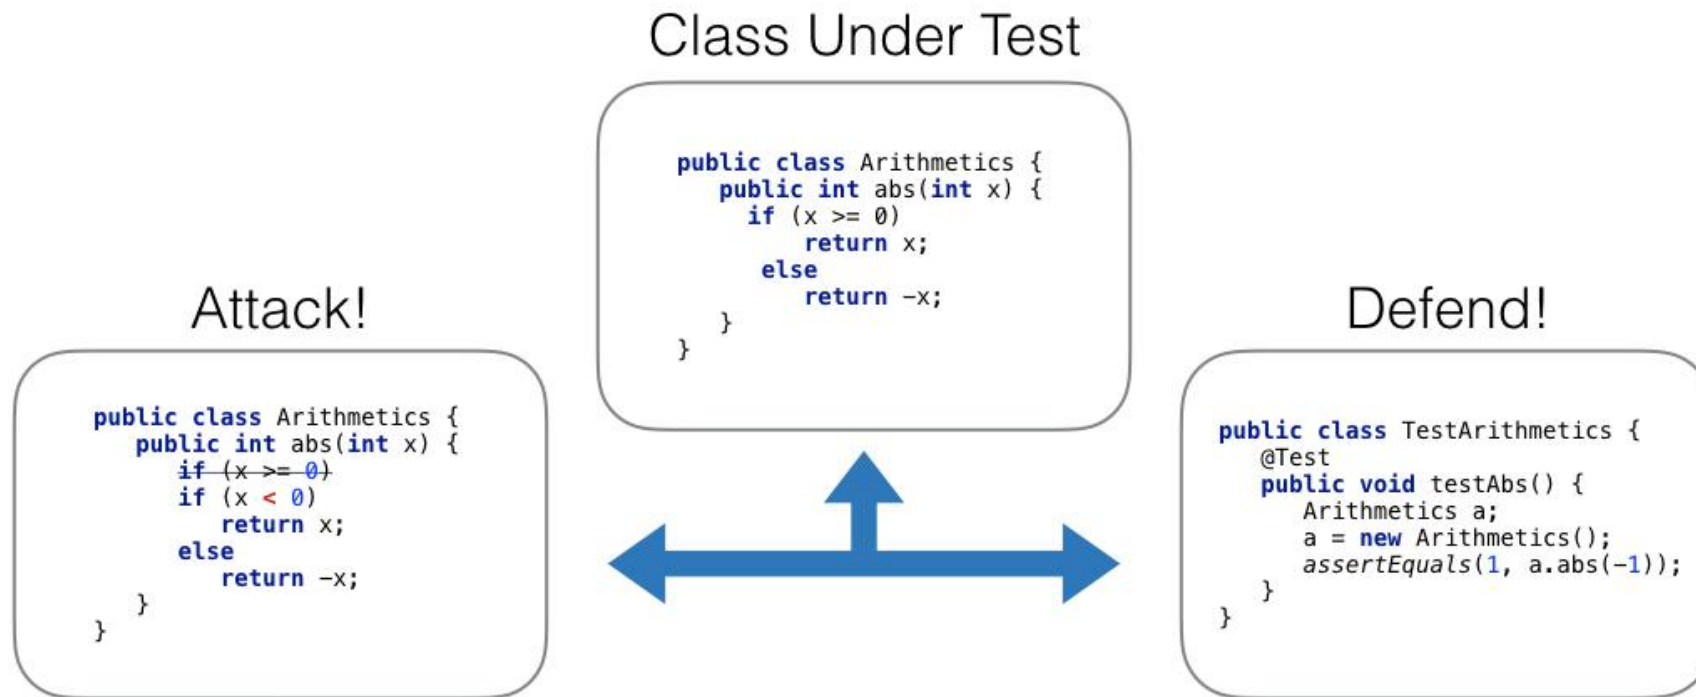 Class Under Test
public class Arithmetics {
public int abs(int x) {
if (x >= 0)
return x;
else
return -x;
}
}
Attack!
public class Arithmetics {
public int abs(int x) {
if (x >= 0)
if (x < 0)
return x;
else
return -x;
}
}
Defend!
public class TestArithmetics {
@Test
public void testAbs() {
Arithmetics a;
a = new Arithmetics();
assertEquals(1, a.abs(-1));
}
}